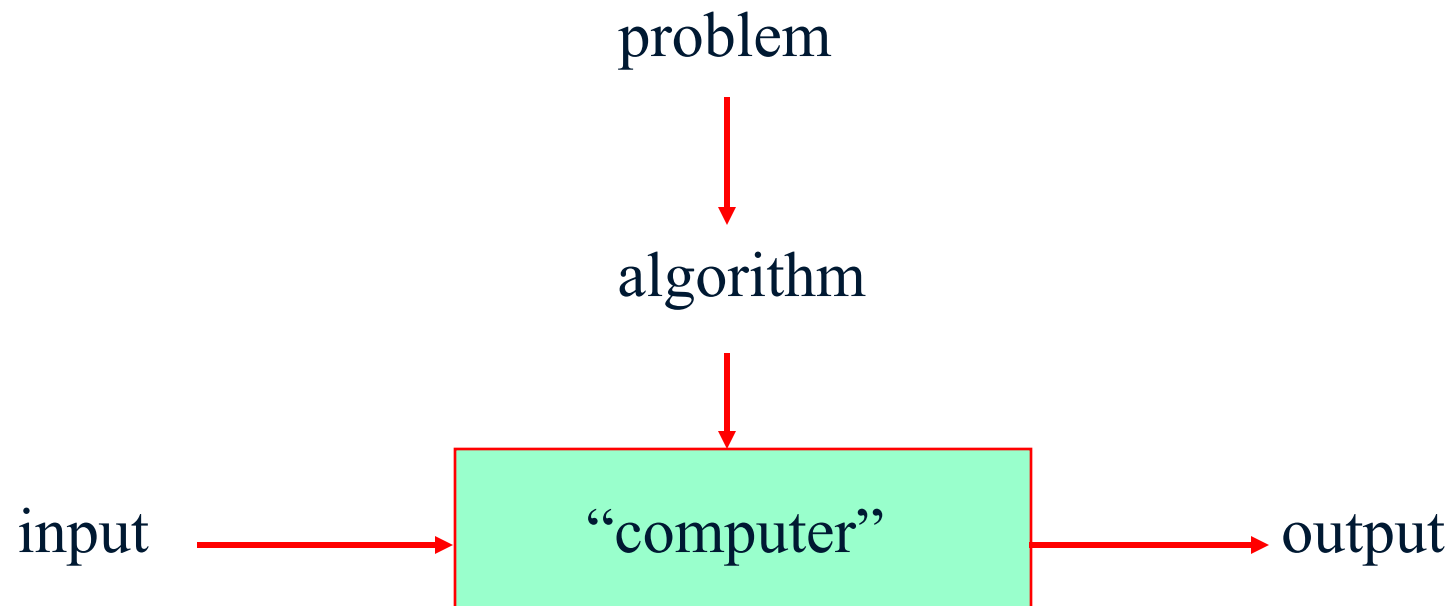 problem
algorithm
input
“computer”
output